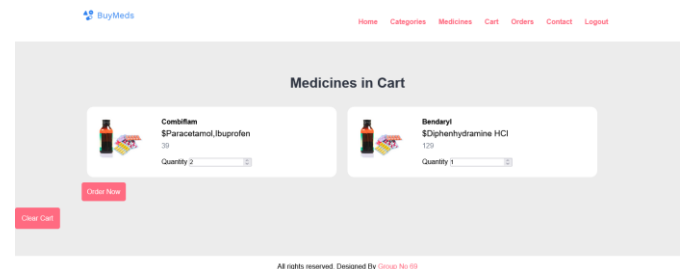 BuyMeds
Home Categories Medicines Cart Orders Contact Logout
Medicines in Cart
Combiflam
$Paracetamol,Ibuprofen
39
Quantity 2
Bendaryl
$Diphenhydramine HCl
129
Quantity 1
Order Now
Clear Cart
All rights reserved. Designed By Group No 69